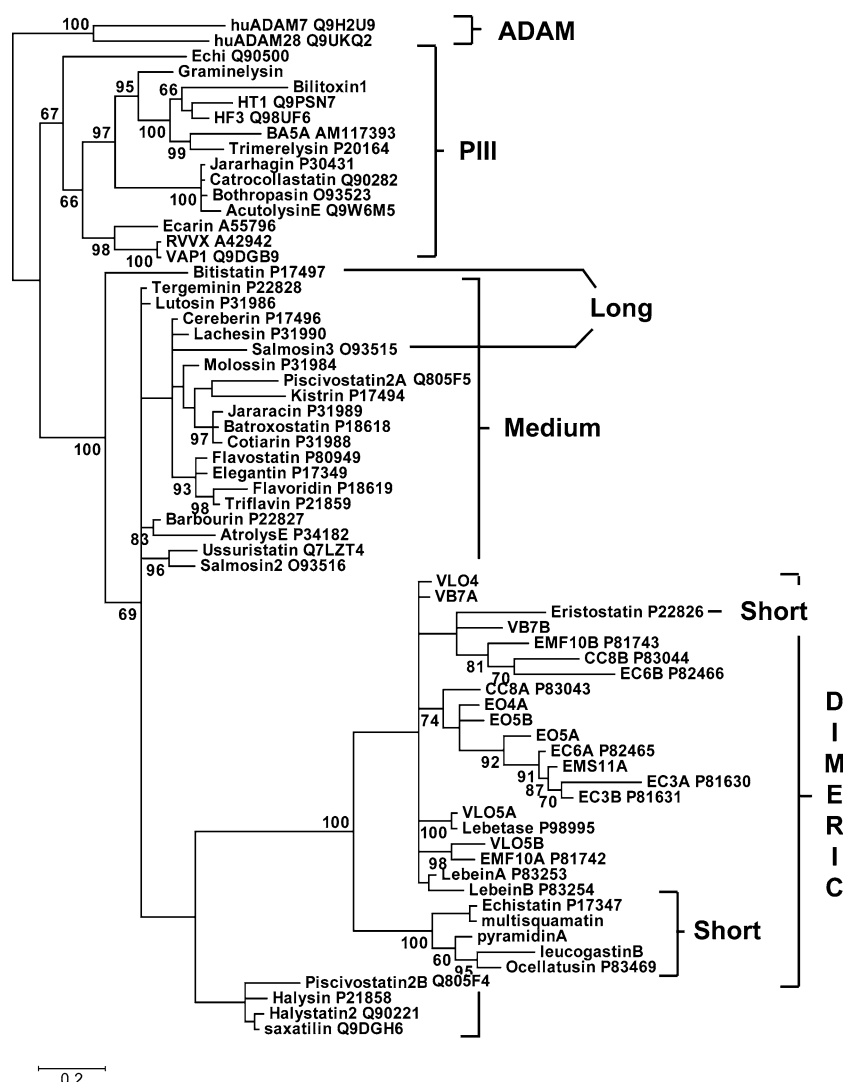 100
huADAM7 Q9H2U9
huADAM28 Q9UKQ2
ADAM
Echi Q90500
Graminelysin
95
66
Bilitoxin1
HT1 Q9PSN7
67
HF3 Q98UF6
97
100
BA5A AM117393
99
Trimerelysin P20164
PIII
Jararhagin P30431
Catrocollastatin Q90282
66
100
Bothropasin O93523
AcutolysinE Q9W6M5
Ecarin A55796
98
RVVX A42942
100
VAP1 Q9DGB9
Bitistatin P17497
Tergeminin P22828
Lutosin P31986
Long
Cereberin P17496
Lachesin P31990
Salmosin3 O93515
Molossin P31984
Piscivostatin2A Q805F5
Kistrin P17494
Jararacin P31989
Batroxostatin P18618
Medium
97
Cotiarin P31988
100
Flavostatin P80949
Elegantin P17349
93
Flavoridin P18619
98
Triflavin P21859
Barbourin P22827
83
AtrolysE P34182
Ussuristatin Q7LZT4
96
Salmosin2 O93516
VLO4
VB7A
69
Eristostatin P22826
Short
VB7B
EMF10B P81743
81
CC8B P83044
70
EC6B P82466
CC8A P83043
EO4A
74
EO5B
EO5A
92
EC6A P82465
91
EMS11A
87
EC3A P81630
70
EC3B P81631
DIMERIC
VLO5A
100
100
Lebetase P98995
VLO5B
98
EMF10A P81742
LebeinA P83253
LebeinB P83254
Echistatin P17347
multisquamatin
Short
100
pyramidinA
60
leucogastinB
95
Ocellatusin P83469
Piscivostatin2B Q805F4
Halysin P21858
Halystatin2 Q90221
saxatilin Q9DGH6
0.2